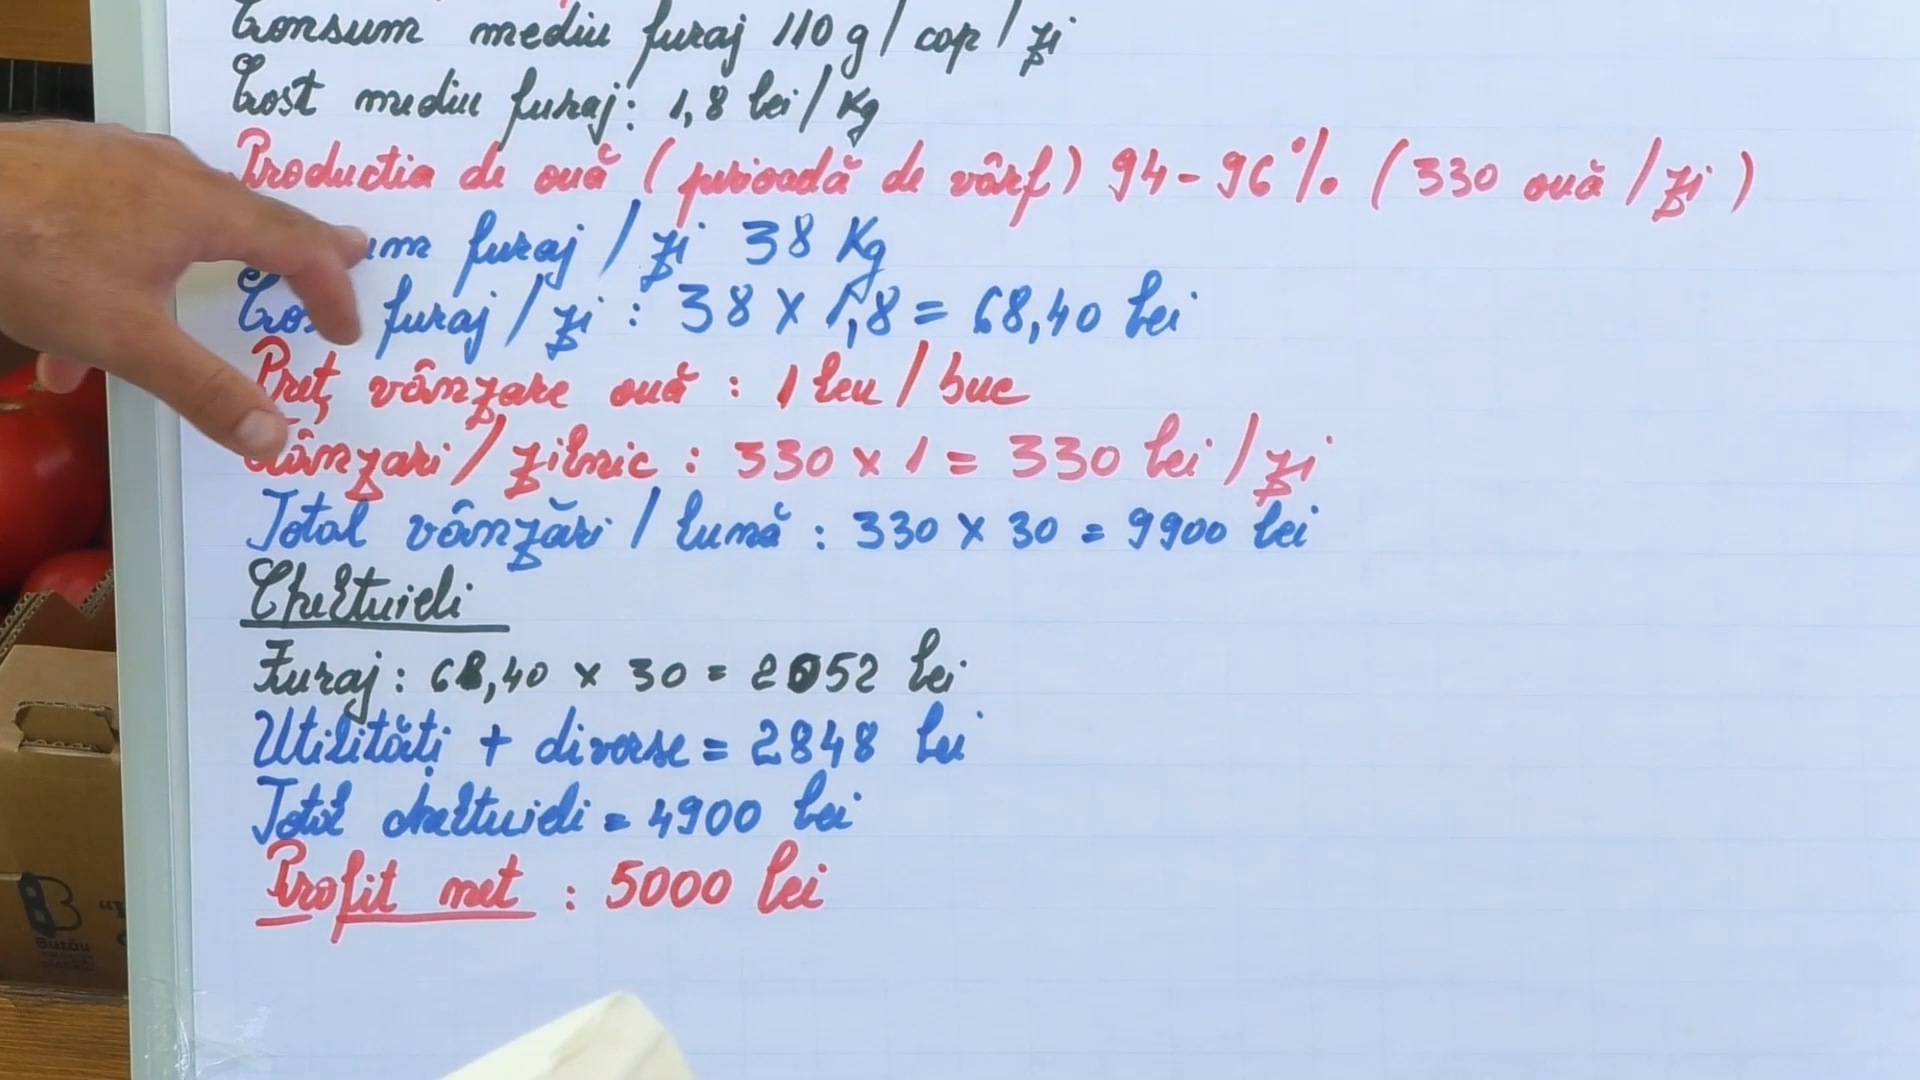 Consum mediu furaj 110 g / cap / zi
Cost mediu furaj: 1,8 lei / Kg
Productia de ouă ( perioadă de vârf ) 94-96% ( 330 ouă / zi )
furaj / zi 38 Kg
furaj / zi : 38 x 1,8 = 68,40 lei
Preț vânzare ouă : 1 leu / buc
Vânzari / zilnic : 330 x 1 = 330 lei / zi
Total vânzări / lună : 330 x 30 = 9900 lei
Cheltuieli
Furaj : 68,40 x 30 = 2052 lei
Utilități + diverse = 2848 lei
Total cheltuieli = 4900 lei
Profit net : 5000 lei
Buzău